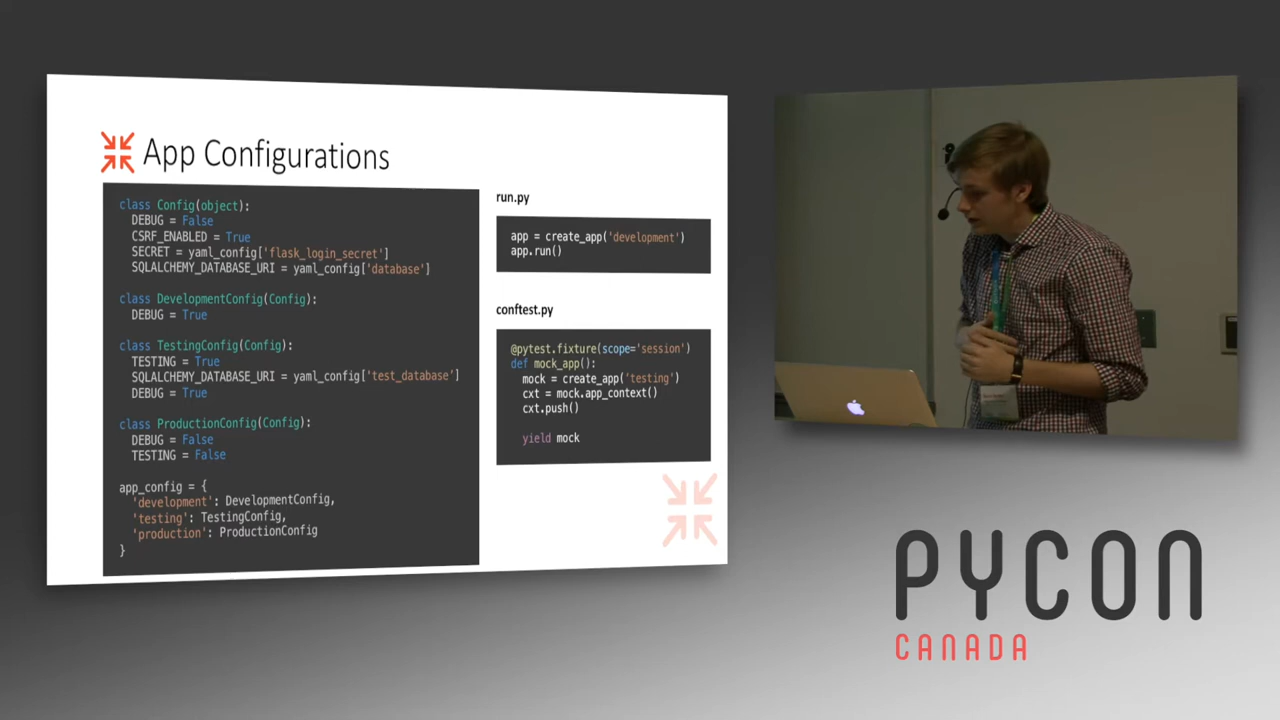 App Configurations
class Config(object):
DEBUG = False
CSRF_ENABLED = True
SECRET = yaml_config['flask_login_secret']
SQLALCHEMY_DATABASE_URI = yaml_config['database']
class DevelopmentConfig(Config):
DEBUG = True
class TestingConfig(Config):
TESTING = True
SQLALCHEMY_DATABASE_URI = yaml_config['test_database']
DEBUG = True
class ProductionConfig(Config):
DEBUG = False
TESTING = False
app_config = {
'development': DevelopmentConfig,
'testing': TestingConfig,
'production': ProductionConfig
}
run.py
app = create_app('development')
app.run()
conftest.py
@pytest.fixture(scope='session')
def mock_app():
mock = create_app('testing')
cxt = mock.app_context()
cxt.push()
yield mock
PYCON
CANADA